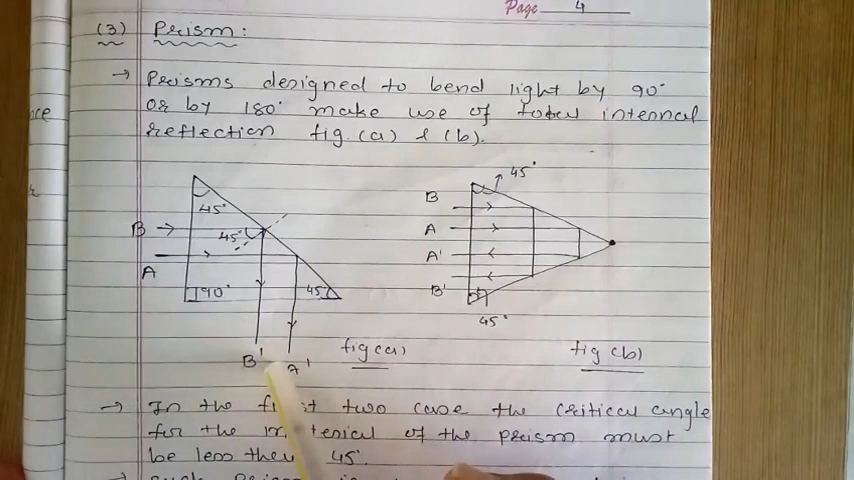 Page 4
(3) Prism:
→ Prisms designed to bend light by 90°
or by 180° make use of total internal
reflection fig.(a) & (b).
45°
B
45°
A
90°
45
B'
A'
fig(a)
45°
B
A
A'
B'
45°
fig(b)
→ In the first two case the critical angle
for the material of the prism must
be less then 45°.